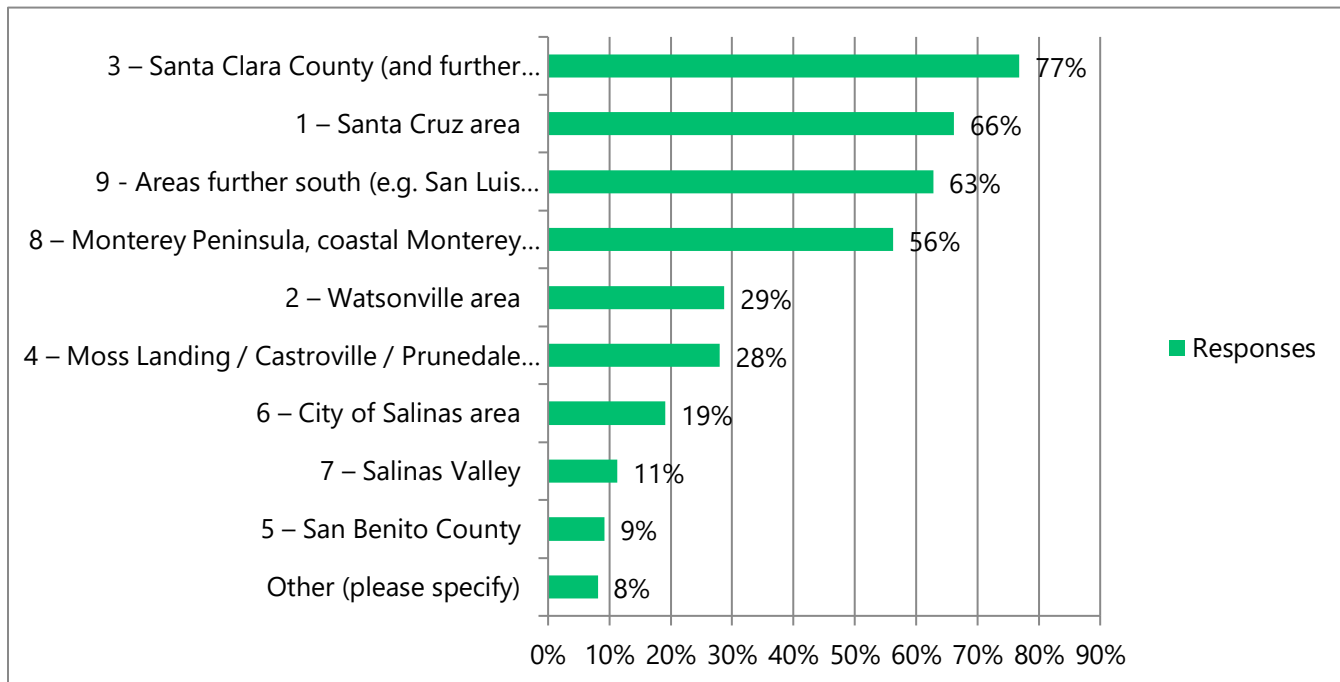 3 – Santa Clara County (and further... 77%
1 – Santa Cruz area 66%
9 - Areas further south (e.g. San Luis... 63%
8 – Monterey Peninsula, coastal Monterey... 56%
2 – Watsonville area 29%
4 – Moss Landing / Castroville / Prunedale... 28%
6 – City of Salinas area 19%
7 – Salinas Valley 11%
5 – San Benito County 9%
Other (please specify) 8%
0% 10% 20% 30% 40% 50% 60% 70% 80% 90%
Responses